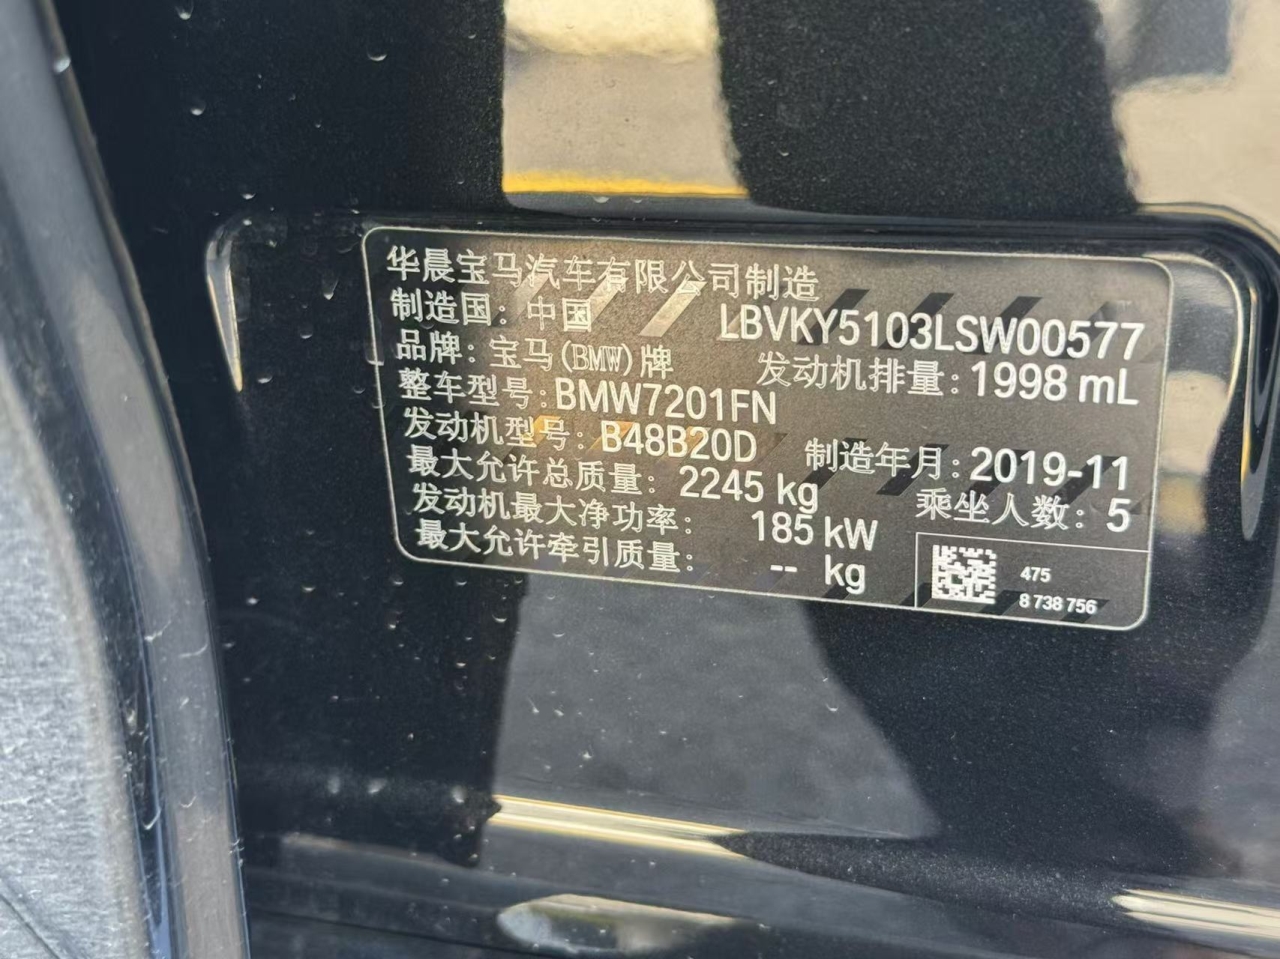 华晨宝马汽车有限公司制造
制造国：中国 LBVKY5103LSW00577
品牌：宝马(BMW)牌 发动机排量：1998 mL
整车型号：BMW7201FN
发动机型号：B48B20D 制造年月：2019-11
最大允许总质量：2245 kg 乘坐人数：5
发动机最大净功率：185 kW
最大允许牵引质量：-- kg
475
8 738 756